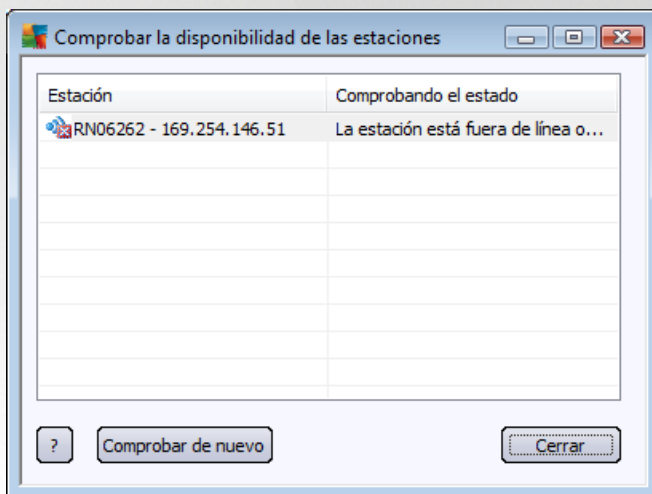 Comprobar la disponibilidad de las estaciones
Estación Comprobando el estado
RN06262 - 169.254.146.51 La estación está fuera de línea o...
? Comprobar de nuevo Cerrar